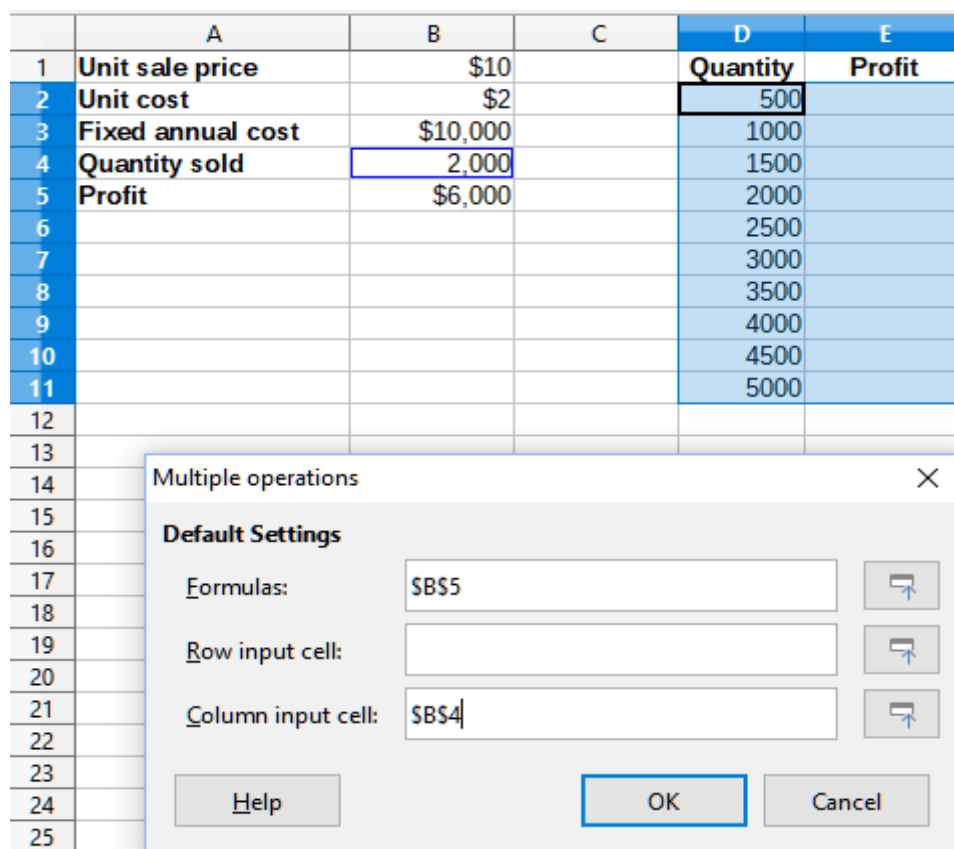 A B C D E
1 Unit sale price $10 Quantity Profit
2 Unit cost $2 500
3 Fixed annual cost $10,000 1000
4 Quantity sold 2,000 1500
5 Profit $6,000 2000
6 2500
7 3000
8 3500
9 4000
10 4500
11 5000
12
13
14 Multiple operations
15
16 Default Settings
17 Formulas: $B$5
18
19 Row input cell:
20
21 Column input cell: $B$4
22
23
24 Help OK Cancel
25